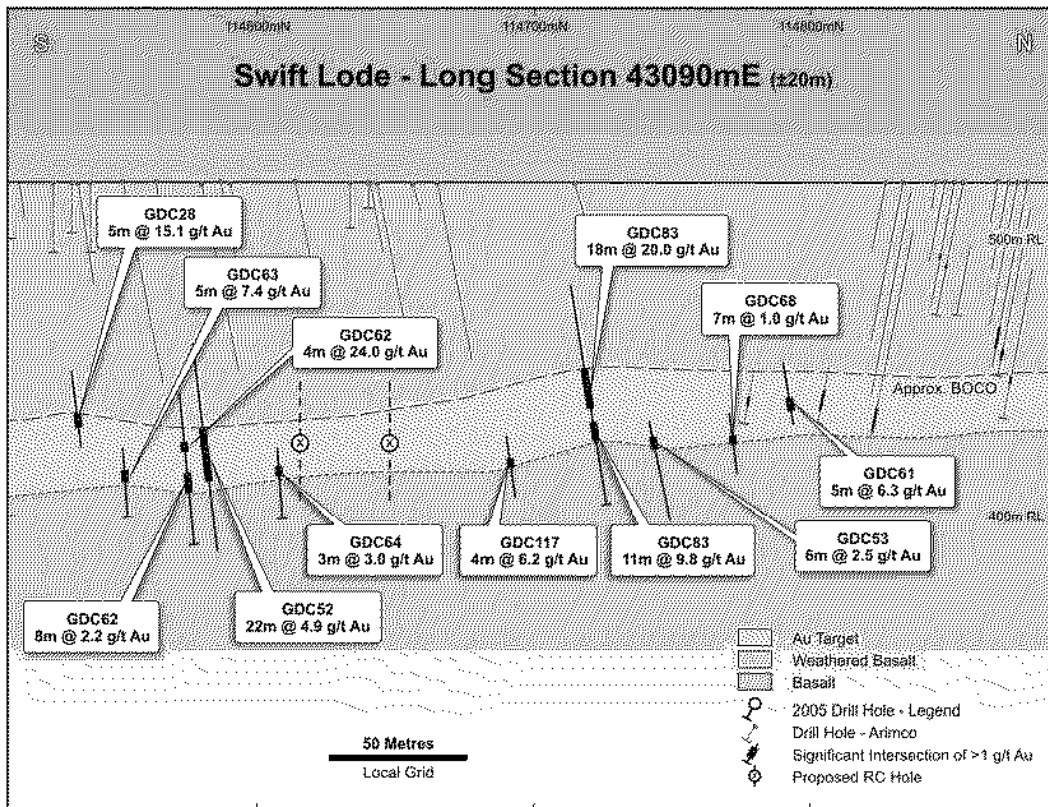 114600mN
114700mN
114800mN
S
N
Swift Lode - Long Section 43090mE (±20m)
GDC28
5m @ 15.1 g/t Au
GDC63
5m @ 7.4 g/t Au
GDC62
4m @ 24.0 g/t Au
GDC83
18m @ 20.0 g/t Au
GDC68
7m @ 1.0 g/t Au
500m RL
Approx. BOCO
GDC61
5m @ 6.3 g/t Au
400m RL
GDC64
3m @ 3.0 g/t Au
GDC117
4m @ 6.2 g/t Au
GDC83
11m @ 9.8 g/t Au
GDC53
6m @ 2.5 g/t Au
GDC62
8m @ 2.2 g/t Au
GDC52
22m @ 4.9 g/t Au
Au Target
Weathered Basalt
Basalt
2005 Drill Hole - Legend
Drill Hole - Arimco
Significant Intersection of >1 g/t Au
Proposed RC Hole
50 Metres
Local Grid